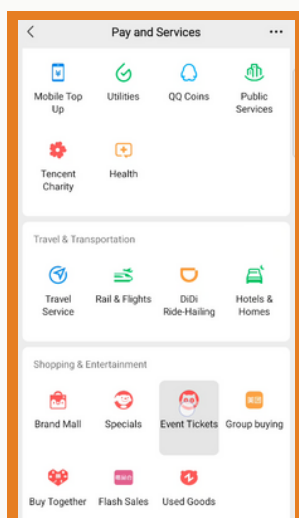 Pay and Services
Mobile Top Up
Utilities
QQ Coins
Public Services
Tencent Charity
Health
Travel & Transportation
Travel Service
Rail & Flights
DiDi Ride-Hailing
Hotels & Homes
Shopping & Entertainment
Brand Mall
Specials
Event Tickets
Group buying
Buy Together
Flash Sales
Used Goods